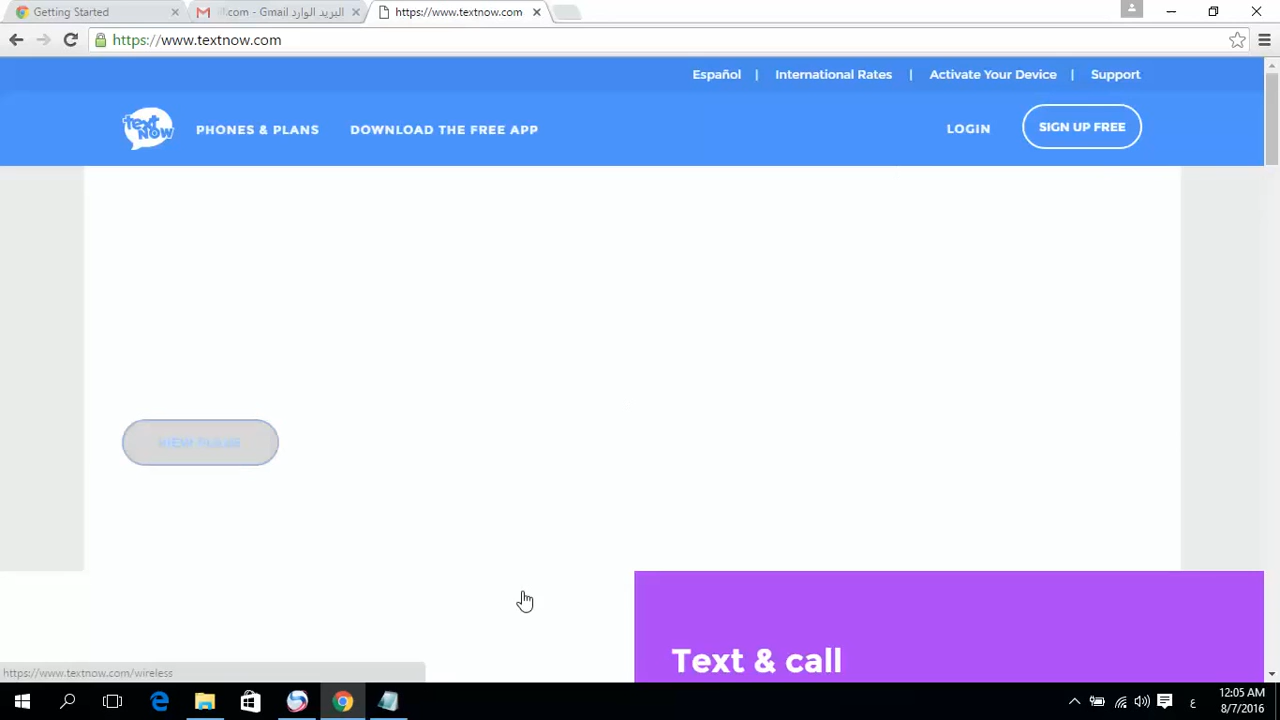 Getting Started
.com - Gmail البريد الوارد
https://www.textnow.com
https://www.textnow.com
Español | International Rates | Activate Your Device | Support
text NOW
PHONES & PLANS
DOWNLOAD THE FREE APP
LOGIN
SIGN UP FREE
Text & call
https://www.textnow.com/wireless
ع
12:05 AM
8/7/2016